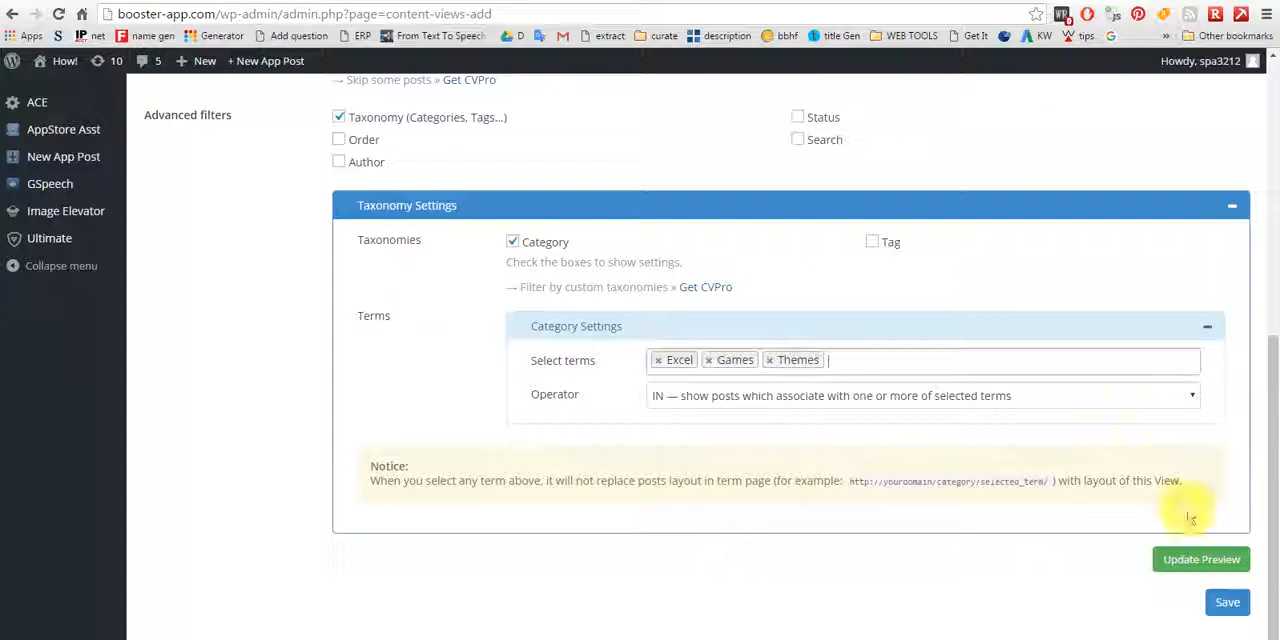 booster-app.com/wp-admin/admin.php?page=content-views-add
Apps S IP net name gen Generator Add question ERP From Text To Speech D extract curate description bbhf title Gen WEB TOOLS Get It KW tips » Other bookmarks
How! 10 5 New + New App Post Howdy, spa3212
→ Skip some posts » Get CVPro
ACE
AppStore Asst
New App Post
GSpeech
Image Elevator
Ultimate
Collapse menu
Advanced filters
Taxonomy (Categories, Tags...) Status
Order Search
Author
Taxonomy Settings
Taxonomies Category Tag
Check the boxes to show settings.
→ Filter by custom taxonomies » Get CVPro
Terms
Category Settings
Select terms × Excel × Games × Themes
Operator IN — show posts which associate with one or more of selected terms
Notice:
When you select any term above, it will not replace posts layout in term page (for example: http://yourdomain/category/selected_term/ ) with layout of this View.
Update Preview
Save